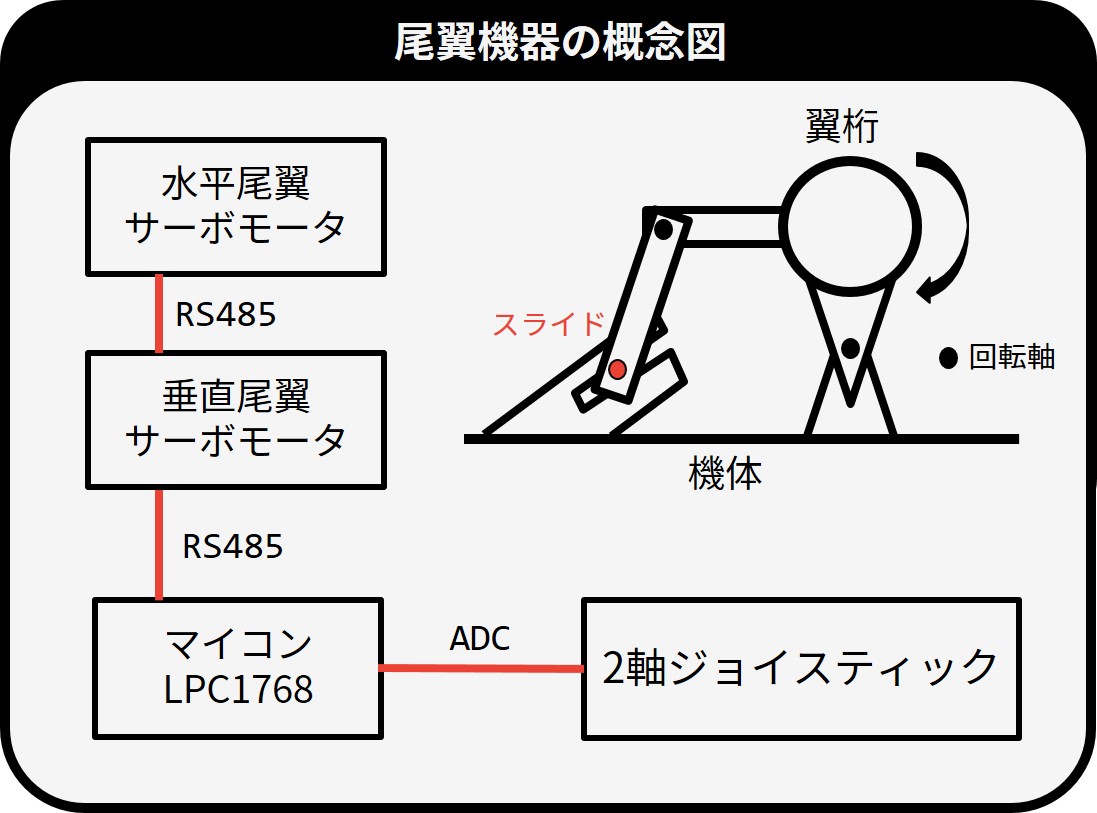 尾翼機器の概念図
水平尾翼
サーボモータ
RS485
垂直尾翼
サーボモータ
RS485
マイコン
LPC1768
ADC
2軸ジョイスティック
翼桁
スライド
回転軸
機体